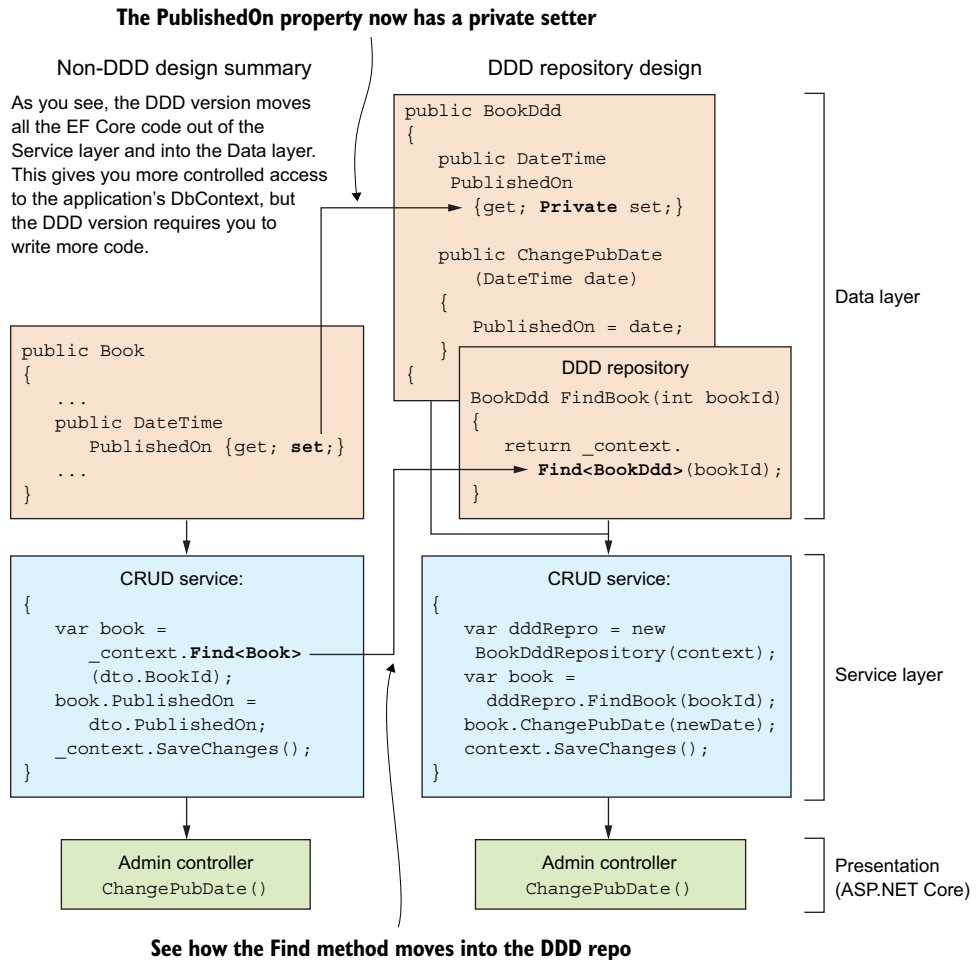 The PublishedOn property now has a private setter
Non-DDD design summary
As you see, the DDD version moves
all the EF Core code out of the
Service layer and into the Data layer.
This gives you more controlled access
to the application's DbContext, but
the DDD version requires you to
write more code.
public Book
{
...
public DateTime
PublishedOn {get; set;}
...
}
CRUD service:
{
var book =
_context.Find<Book>
(dto.BookId);
book.PublishedOn =
dto.PublishedOn;
_context.SaveChanges();
}
Admin controller
ChangePubDate()
DDD repository design
public BookDdd
{
public DateTime
PublishedOn
{get; Private set;}
public ChangePubDate
(DateTime date)
{
PublishedOn = date;
}
{
DDD repository
BookDdd FindBook(int bookId)
{
return _context.
Find<BookDdd>(bookId);
}
CRUD service:
{
var dddRepro = new
BookDddRepository(context);
var book =
dddRepro.FindBook(bookId);
book.ChangePubDate(newDate);
context.SaveChanges();
}
Admin controller
ChangePubDate()
Data layer
Service layer
Presentation
(ASP.NET Core)
See how the Find method moves into the DDD repo